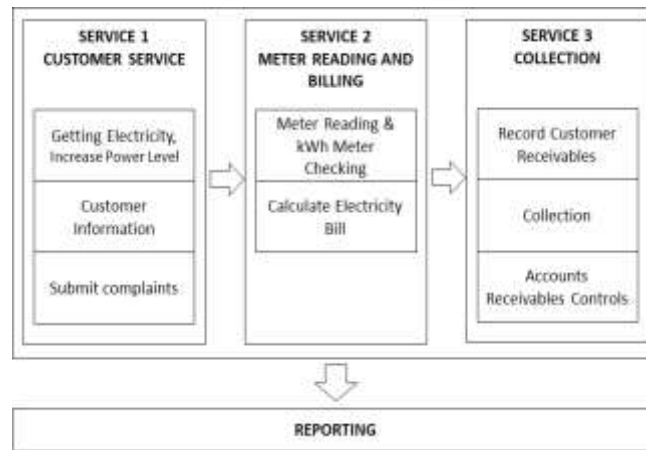 SERVICE 1
CUSTOMER SERVICE
Getting Electricity,
Increase Power Level
Customer
Information
Submit complaints
SERVICE 2
METER READING AND
BILLING
Meter Reading &
kWh Meter
Checking
Calculate Electricity
Bill
SERVICE 3
COLLECTION
Record Customer
Receivables
Collection
Accounts
Receivables Controls
REPORTING